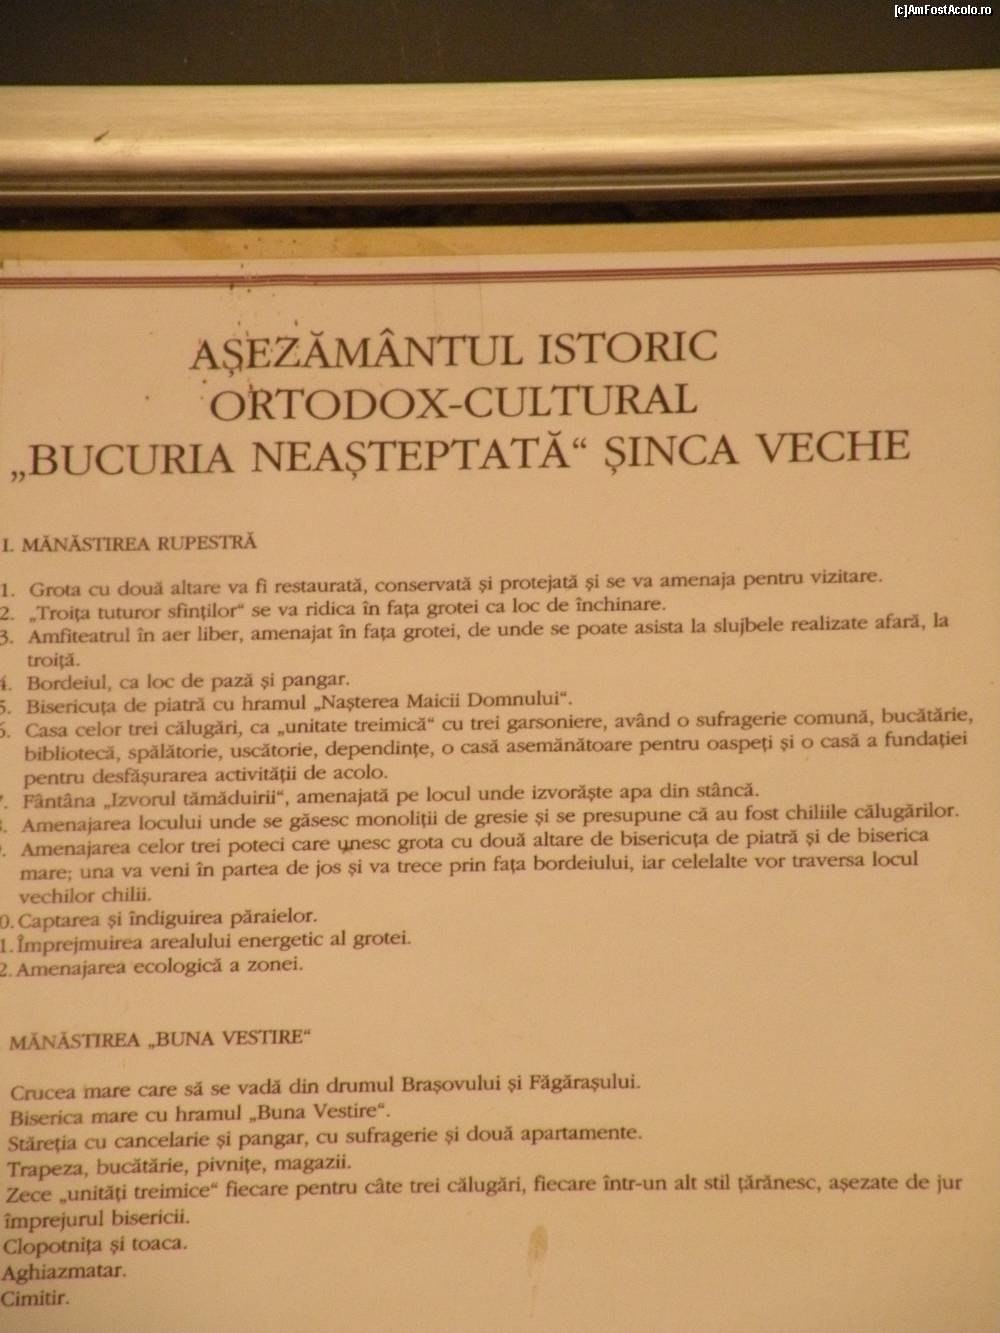 [c]AmFostAcolo.ro
AȘEZĂMÂNTUL ISTORIC
ORTODOX-CULTURAL
„BUCURIA NEAȘTEPTATĂ“ ȘINCA VECHE
I. MĂNĂSTIREA RUPESTRĂ
1. Grota cu două altare va fi restaurată, conservată și protejată și se va amenaja pentru vizitare.
2. „Troița tuturor sfinților“ se va ridica în fața grotei ca loc de închinare.
3. Amfiteatrul în aer liber, amenajat în fața grotei, de unde se poate asista la slujbele realizate afară, la
troiță.
4. Bordeiul, ca loc de pază și pangar.
5. Bisericuța de piatră cu hramul „Nașterea Maicii Domnului“.
6. Casa celor trei călugări, ca „unitate treimică“ cu trei garsoniere, având o sufragerie comună, bucătărie,
bibliotecă, spălătorie, uscătorie, dependințe, o casă asemănătoare pentru oaspeți și o casă a fundației
pentru desfășurarea activității de acolo.
7. Fântâna „Izvorul tămăduirii“, amenajată pe locul unde izvorăște apa din stâncă.
8. Amenajarea locului unde se găsesc monoliții de gresie și se presupune că au fost chiliile călugărilor.
9. Amenajarea celor trei poteci care unesc grota cu două altare de bisericuța de piatră și de biserica
mare; una va veni în partea de jos și va trece prin fața bordeiului, iar celelalte vor traversa locul
vechilor chilii.
0. Captarea și îndiguirea păraielor.
1. Împrejmuirea arealului energetic al grotei.
2. Amenajarea ecologică a zonei.
MĂNĂSTIREA „BUNA VESTIRE“
Crucea mare care să se vadă din drumul Brașovului și Făgărașului.
Biserica mare cu hramul „Buna Vestire“.
Stăreția cu cancelarie și pangar, cu sufragerie și două apartamente.
Trapeza, bucătărie, pivnițe, magazii.
Zece „unități treimice“ fiecare pentru câte trei călugări, fiecare într-un alt stil țărănesc, așezate de jur
împrejurul bisericii.
Clopotnița și toaca.
Aghiazmatar.
Cimitir.